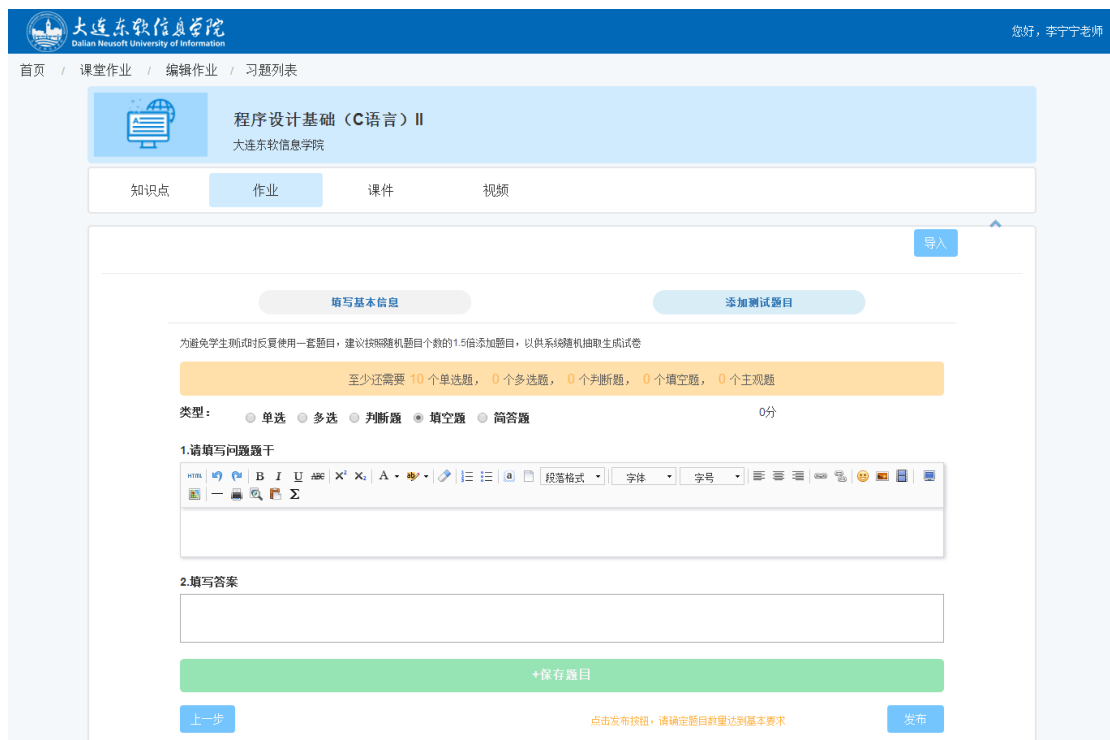 大连东软信息学院
Dalian Neusoft University of Information
您好，李宁宁老师
首页 / 课堂作业 / 编辑作业 / 习题列表
程序设计基础（C语言）II
大连东软信息学院
知识点 作业 课件 视频
导入
填写基本信息 添加测试题目
为避免学生测试时反复使用一套题目，建议按照随机题目个数的1.5倍添加题目，以供系统随机抽取生成试卷
至少还需要 10 个单选题， 0 个多选题， 0 个判断题， 0 个填空题， 0 个主观题
类型： 单选 多选 判断题 填空题 简答题 0分
1.请填写问题题干
HTML B I U ABC X² X₂ A ab a 段落格式 字体 字号
Σ
2.填写答案
+保存题目
上一步 点击发布按钮，请确定题目数量达到基本要求 发布